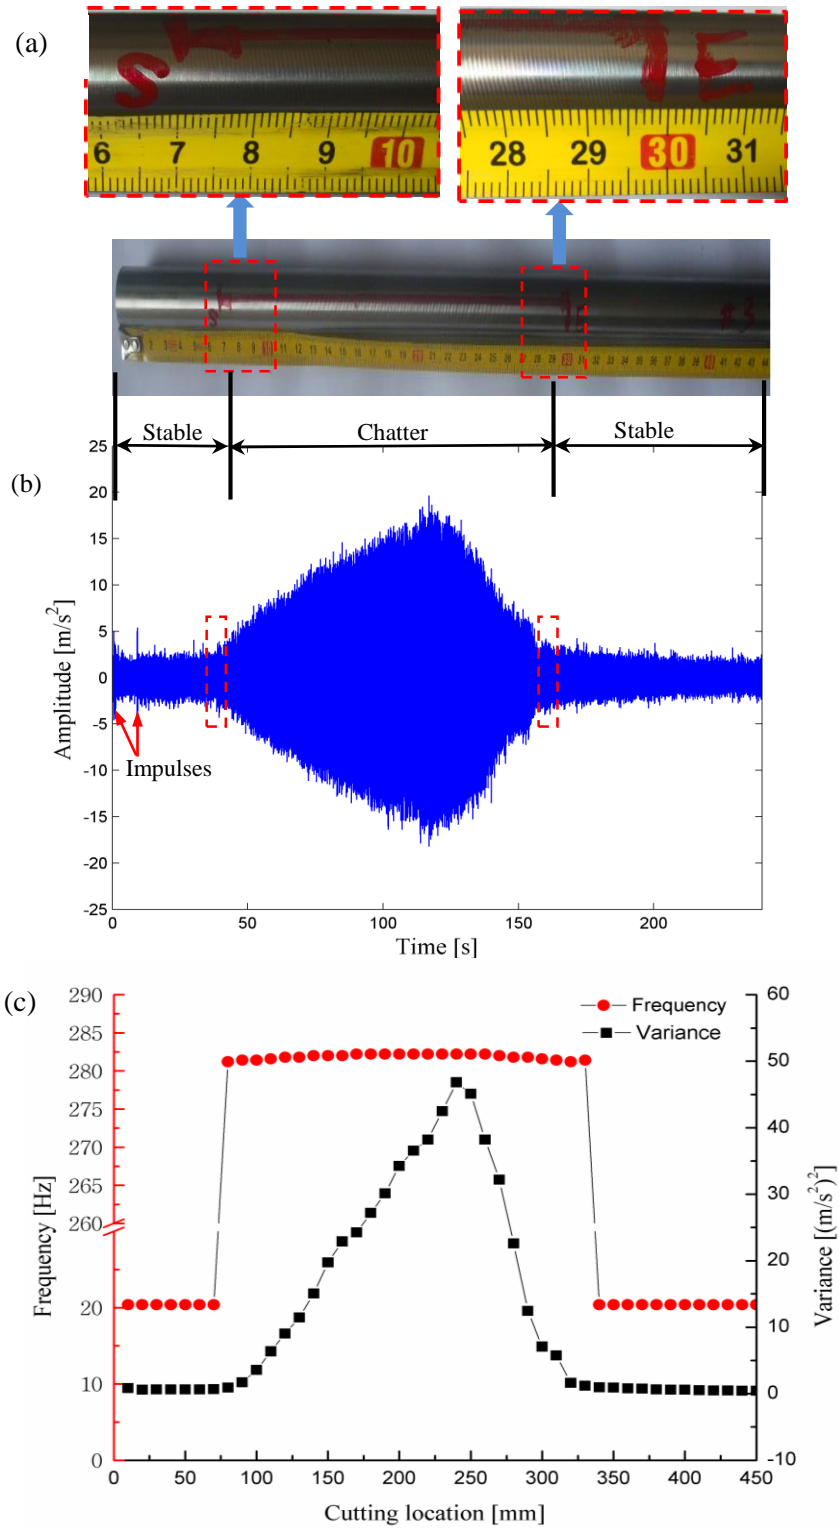 (a)
S
6 7 8 9 10
28 29 30 31
#3
Stable Chatter Stable
(b)
25
20
15
10
5
0
-5
-10
-15
-20
-25
Amplitude [m/s²]
Impulses
0 50 100 150 200
Time [s]
(c)
290
285
280
275
270
265
260
20
10
0
Frequency [Hz]
Frequency
Variance
60
50
40
30
20
10
0
-10
Variance [(m/s²)²]
0 50 100 150 200 250 300 350 400 450
Cutting location [mm]